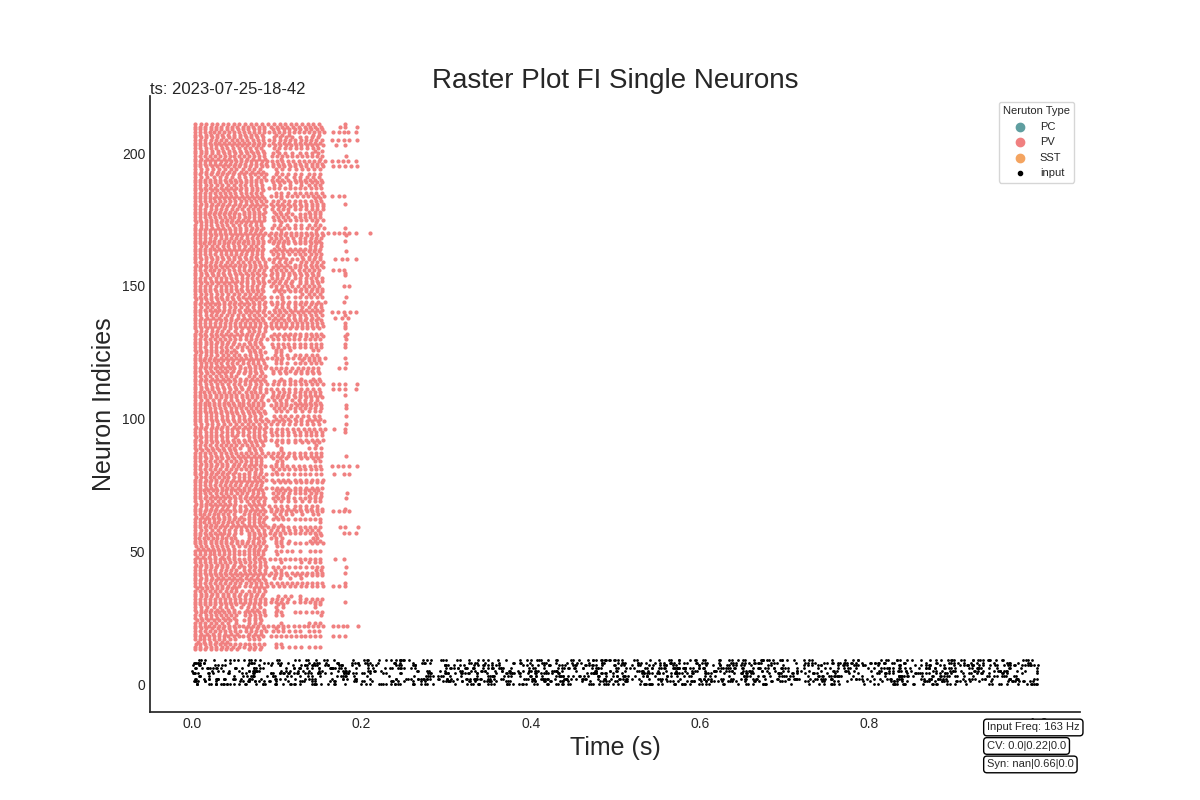 Raster Plot FI Single Neurons
ts: 2023-07-25-18-42
Neruton Type
PC
PV
SST
input
200
150
100
50
0
Neuron Indicies
0.0 0.2 0.4 0.6 0.8
Time (s)
Input Freq: 163 Hz
CV: 0.0|0.22|0.0
Syn: nan|0.66|0.0